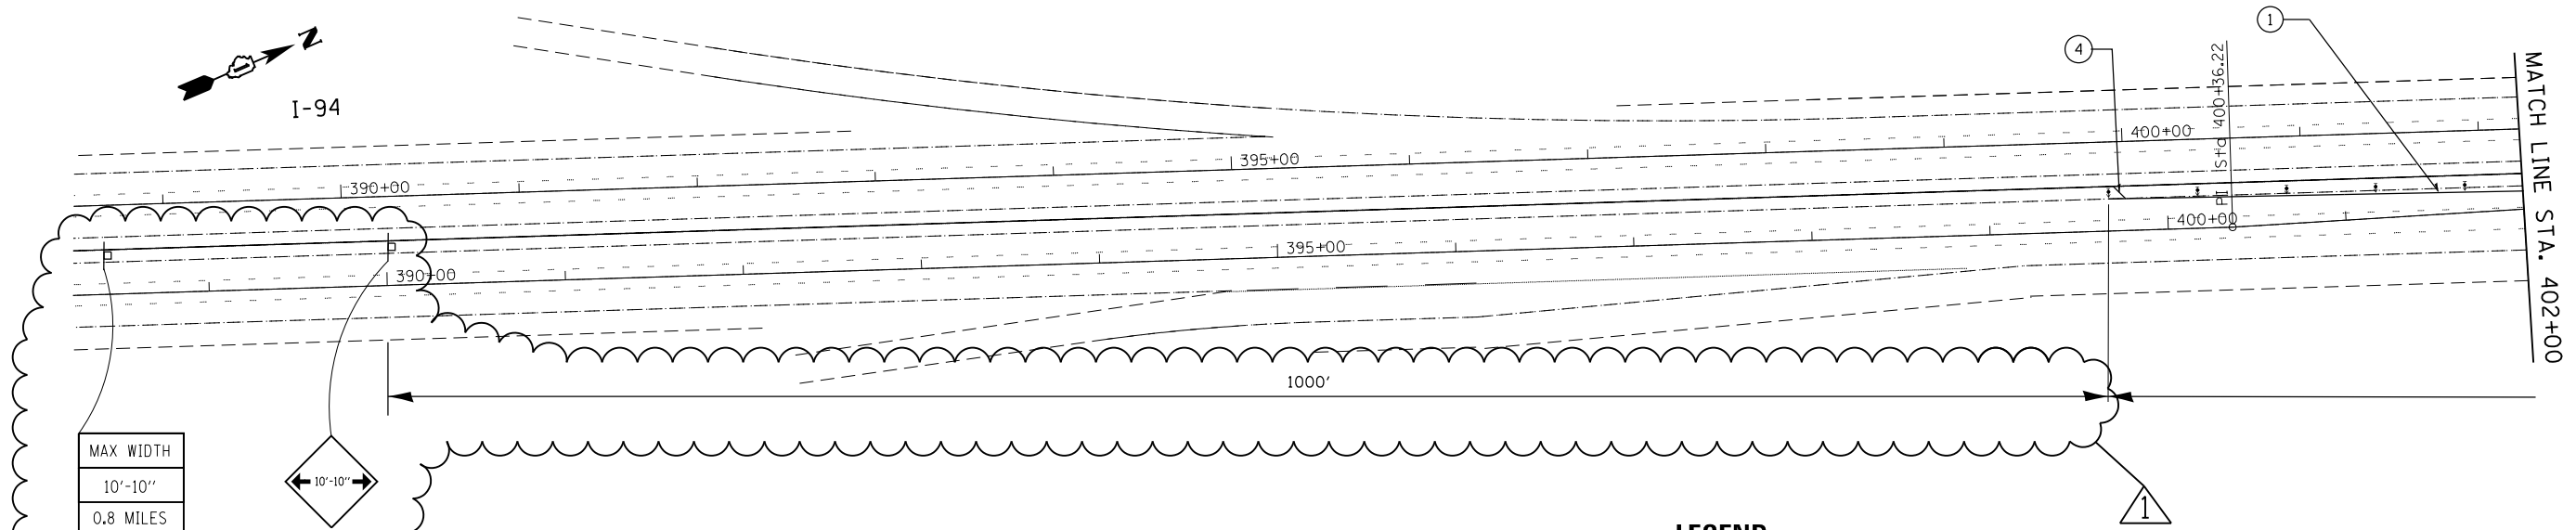 N
I-94
4
1
PI Sta 400+36.22
MATCH LINE STA. 402+00
390+00
395+00
400+00
390+00
395+00
400+00
1000'
MAX WIDTH
10'-10"
0.8 MILES
10'-10"
1
LEGEND